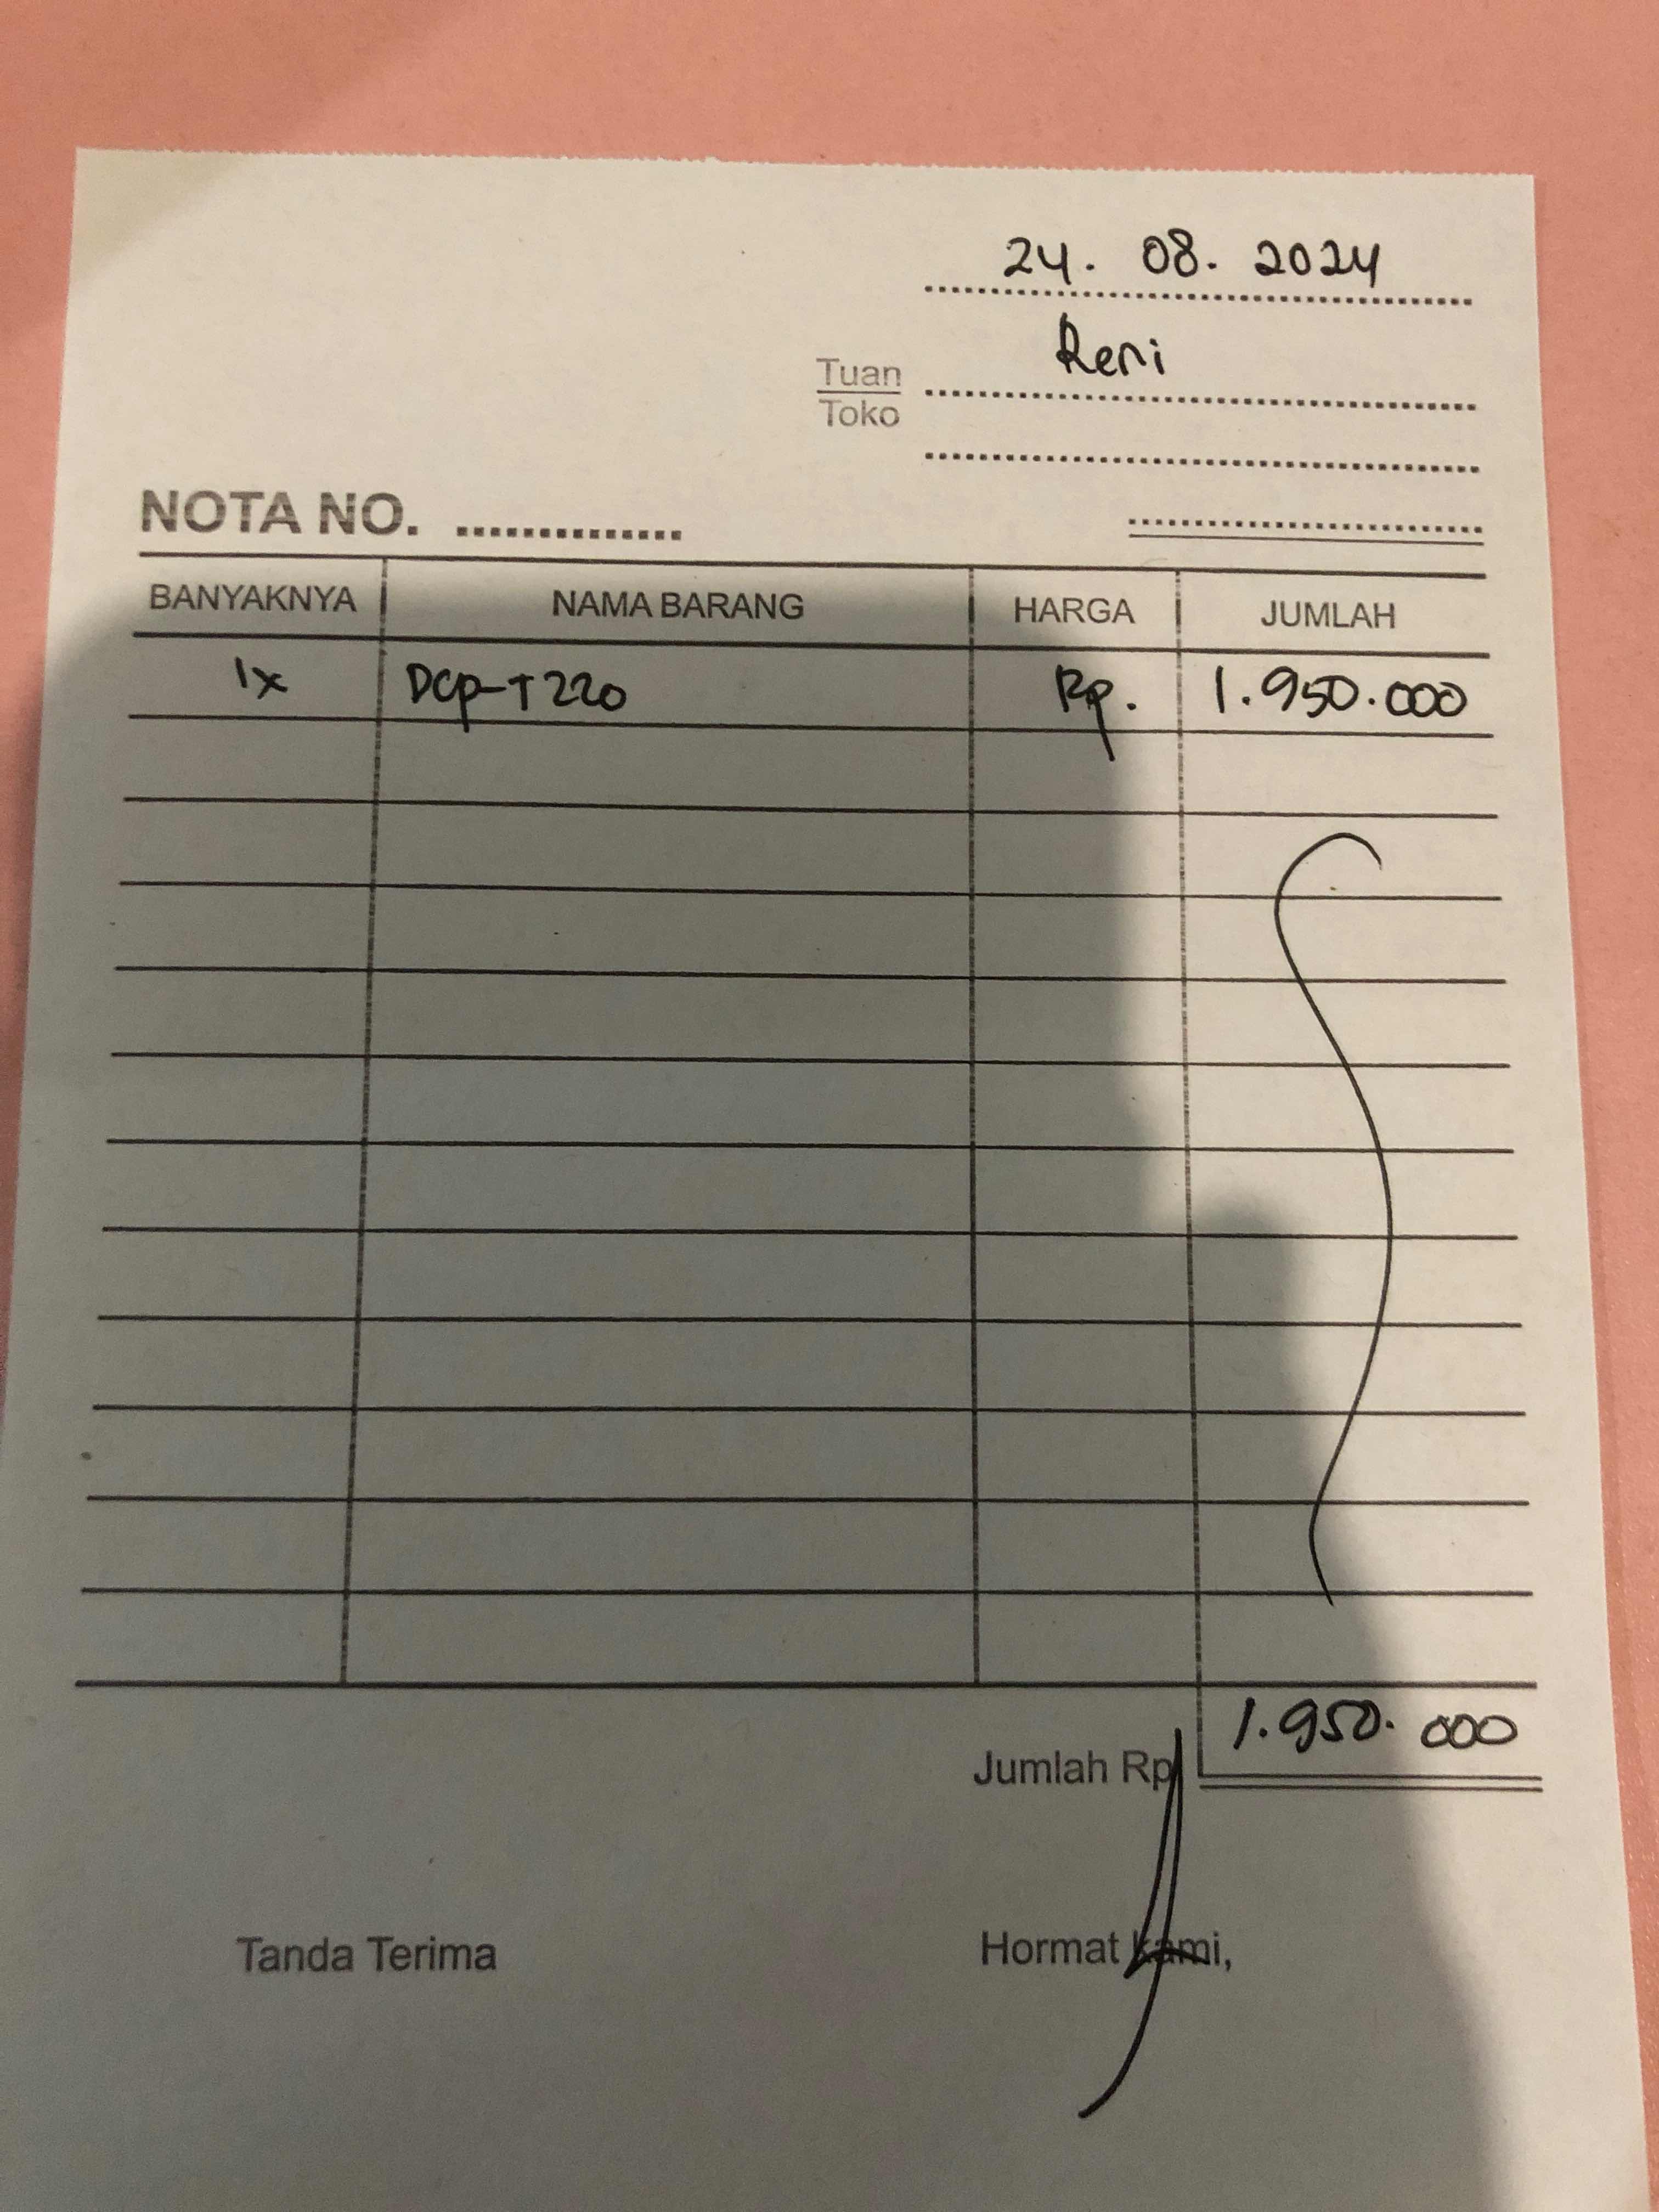 24. 08. 2024
Tuan Reni
Toko
NOTA NO. ..............
BANYAKNYA NAMA BARANG HARGA JUMLAH
1x DCP-T220 Rp. 1.950.000
Jumlah Rp 1.950.000
Tanda Terima Hormat kami,